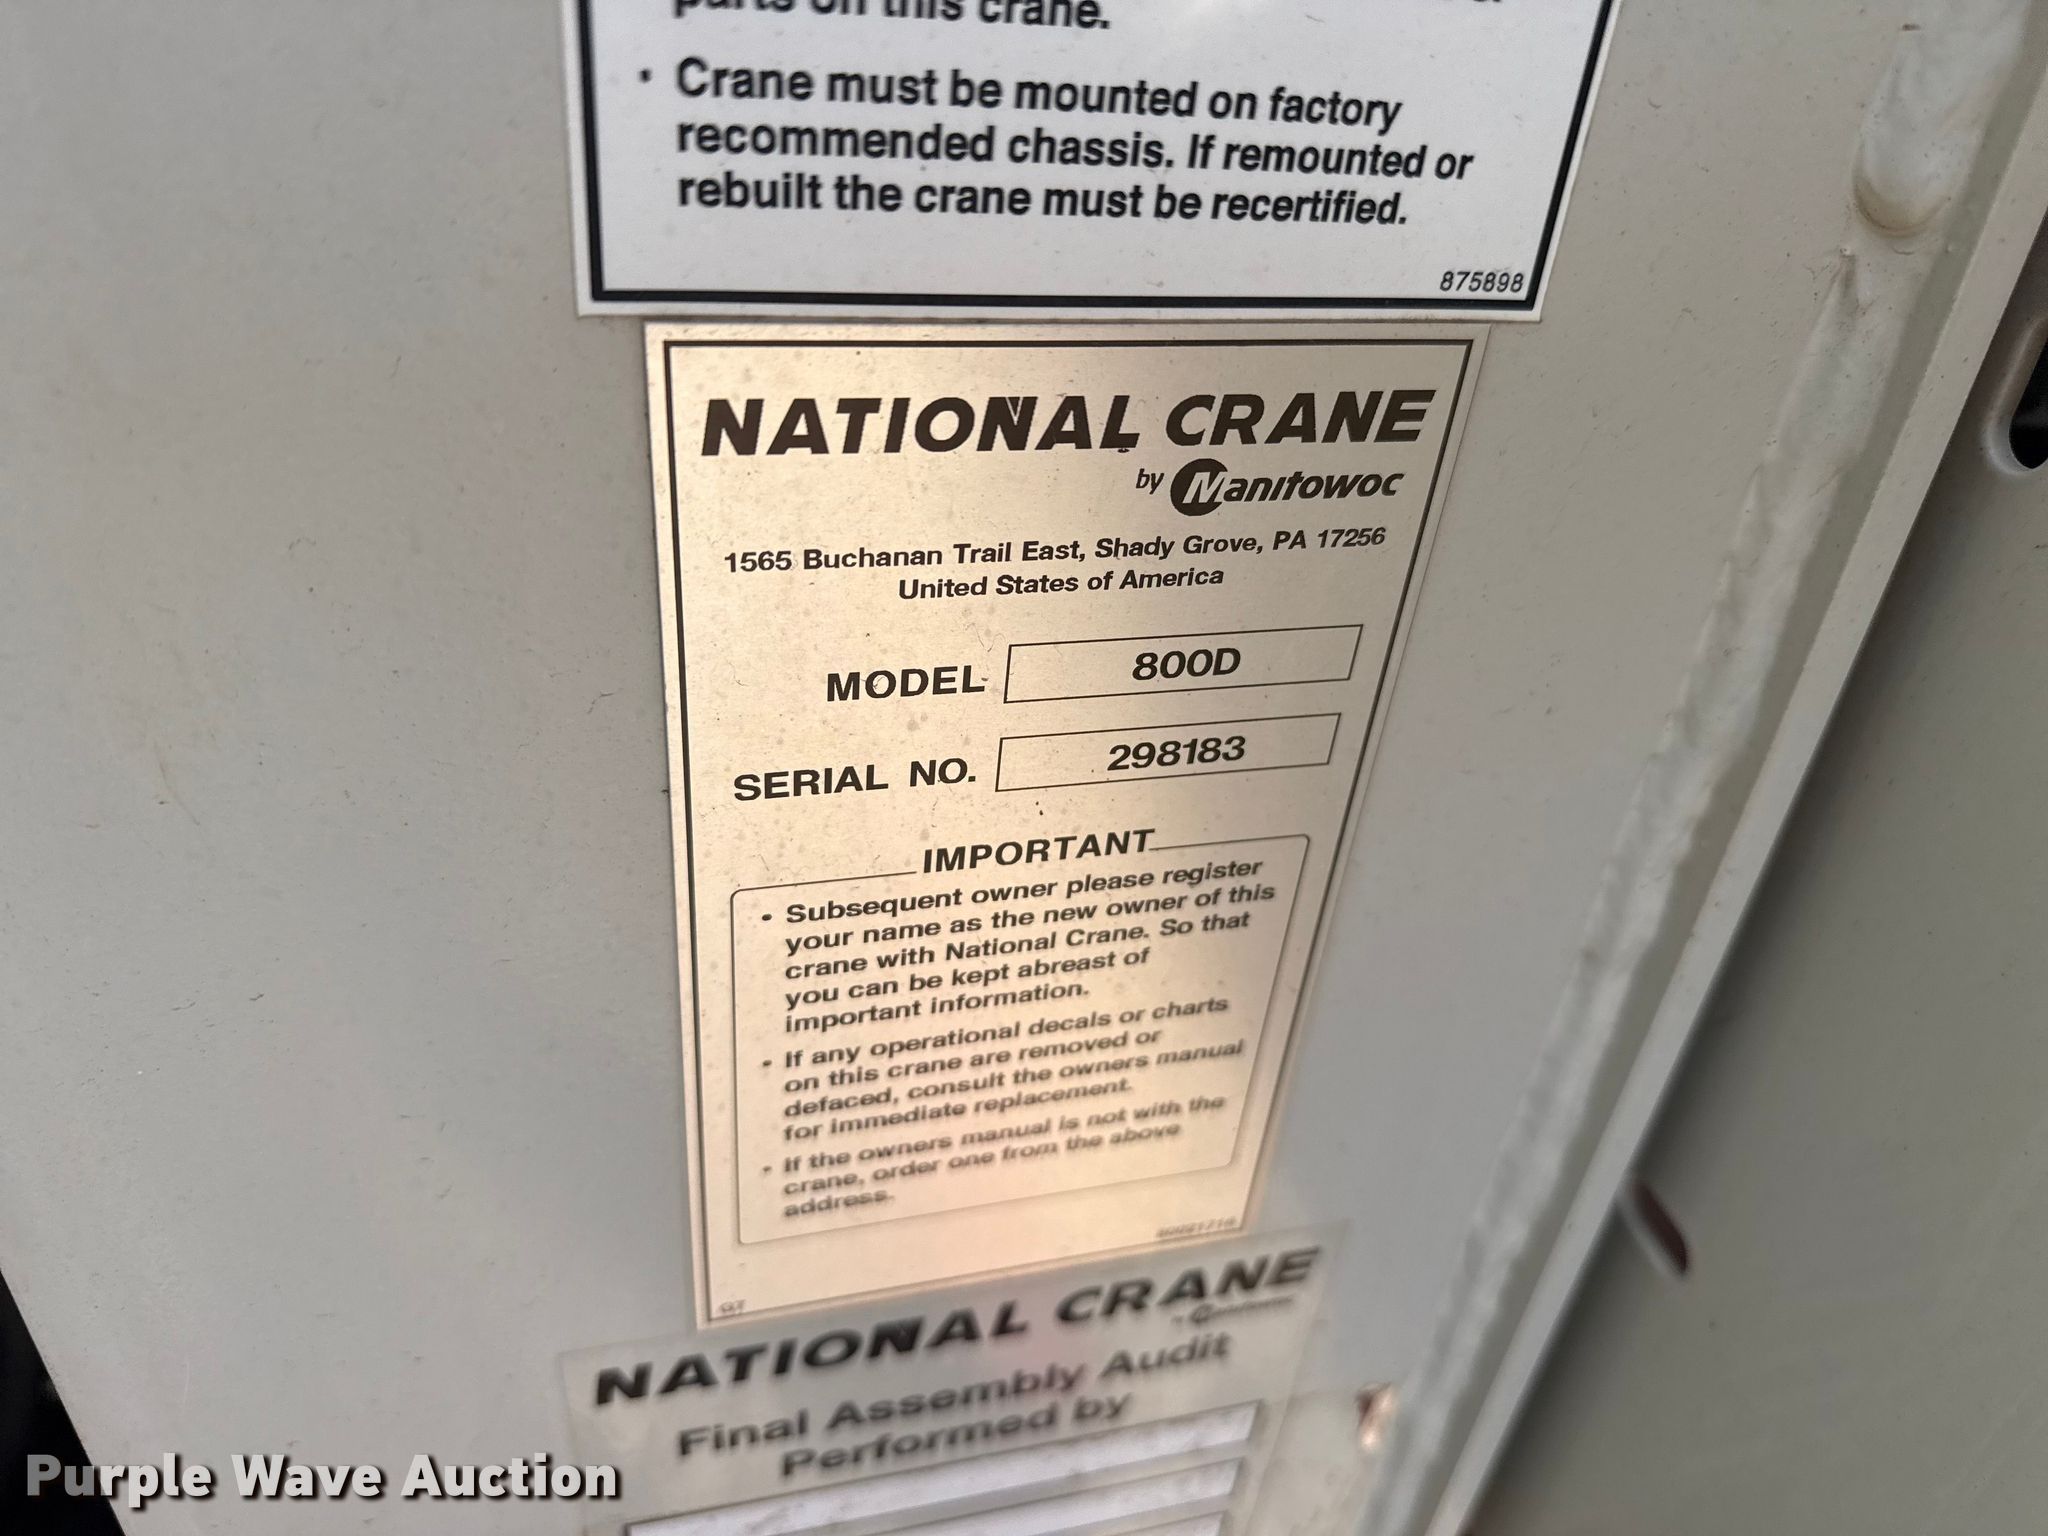 parts on this crane.
• Crane must be mounted on factory
recommended chassis. If remounted or
rebuilt the crane must be recertified.
875898
NATIONAL CRANE
by Manitowoc
1565 Buchanan Trail East, Shady Grove, PA 17256
United States of America
MODEL 800D
SERIAL NO. 298183
IMPORTANT
• Subsequent owner please register
your name as the new owner of this
crane with National Crane. So that
you can be kept abreast of
important information.
• If any operational decals or charts
on this crane are removed or
defaced, consult the owners manual
for immediate replacement.
• If the owners manual is not with the
crane, order one from the above
address.
NATIONAL CRANE
Final Assembly Audit
Performed by
Purple Wave Auction